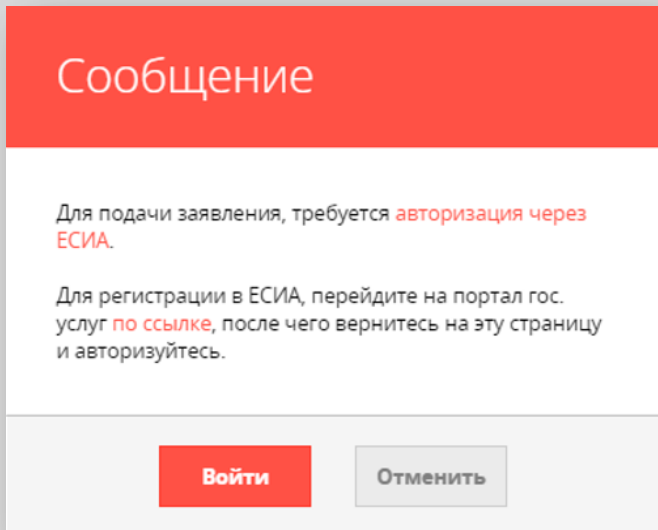 Сообщение
Для подачи заявления, требуется авторизация через
ЕСИА.
Для регистрации в ЕСИА, перейдите на портал гос.
услуг по ссылке, после чего вернитесь на эту страницу
и авторизуйтесь.
Войти
Отменить